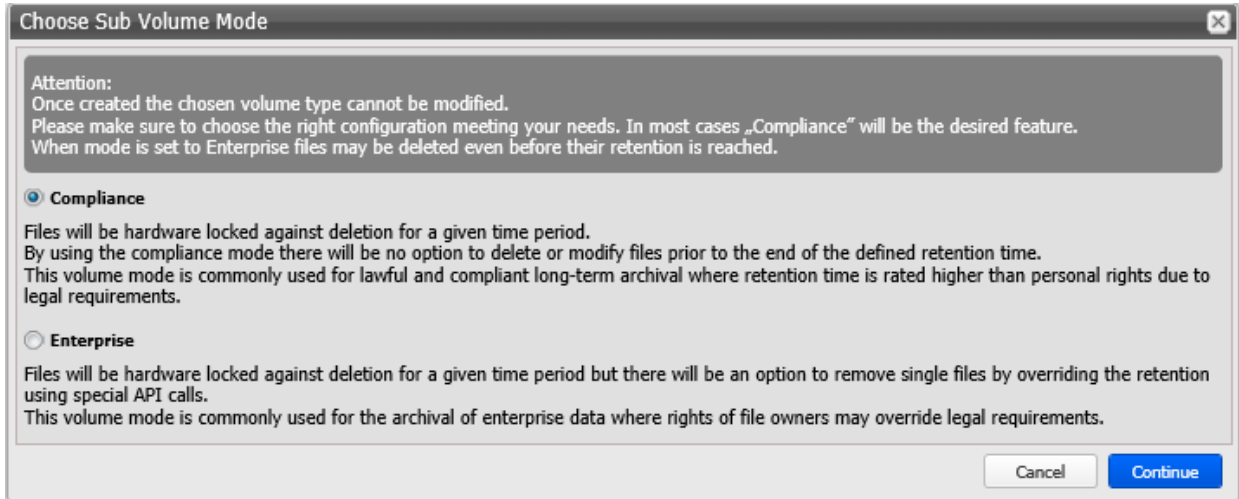 Choose Sub Volume Mode
Attention:
Once created the chosen volume type cannot be modified.
Please make sure to choose the right configuration meeting your needs. In most cases „Compliance” will be the desired feature.
When mode is set to Enterprise files may be deleted even before their retention is reached.
Compliance
Files will be hardware locked against deletion for a given time period.
By using the compliance mode there will be no option to delete or modify files prior to the end of the defined retention time.
This volume mode is commonly used for lawful and compliant long-term archival where retention time is rated higher than personal rights due to
legal requirements.
Enterprise
Files will be hardware locked against deletion for a given time period but there will be an option to remove single files by overriding the retention
using special API calls.
This volume mode is commonly used for the archival of enterprise data where rights of file owners may override legal requirements.
Cancel
Continue